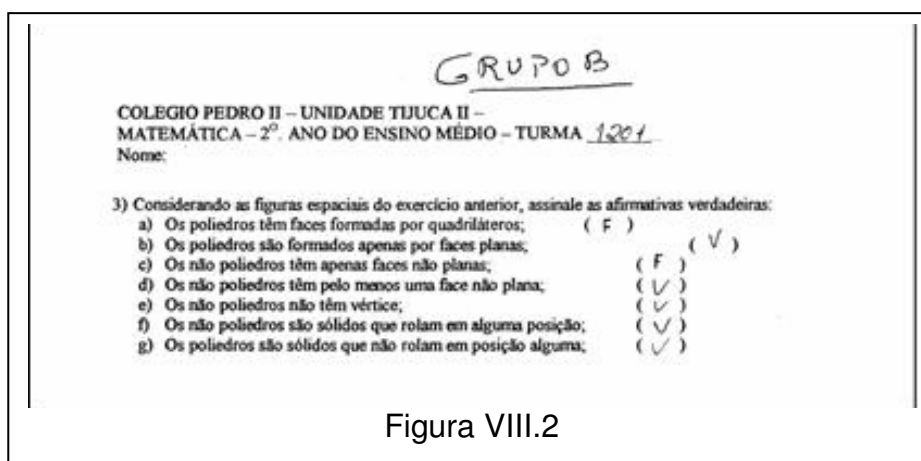 GRUPO B
COLEGIO PEDRO II – UNIDADE TIJUCA II –
MATEMÁTICA – 2º. ANO DO ENSINO MÉDIO – TURMA 1201
Nome:
3) Considerando as figuras espaciais do exercício anterior, assinale as afirmativas verdadeiras:
a) Os poliedros têm faces formadas por quadriláteros; ( F )
b) Os poliedros são formados apenas por faces planas; ( V )
c) Os não poliedros têm apenas faces não planas; ( F )
d) Os não poliedros têm pelo menos uma face não plana; ( V )
e) Os não poliedros não têm vértice; ( V )
f) Os não poliedros são sólidos que rolam em alguma posição; ( V )
g) Os poliedros são sólidos que não rolam em posição alguma; ( V )
Figura VIII.2